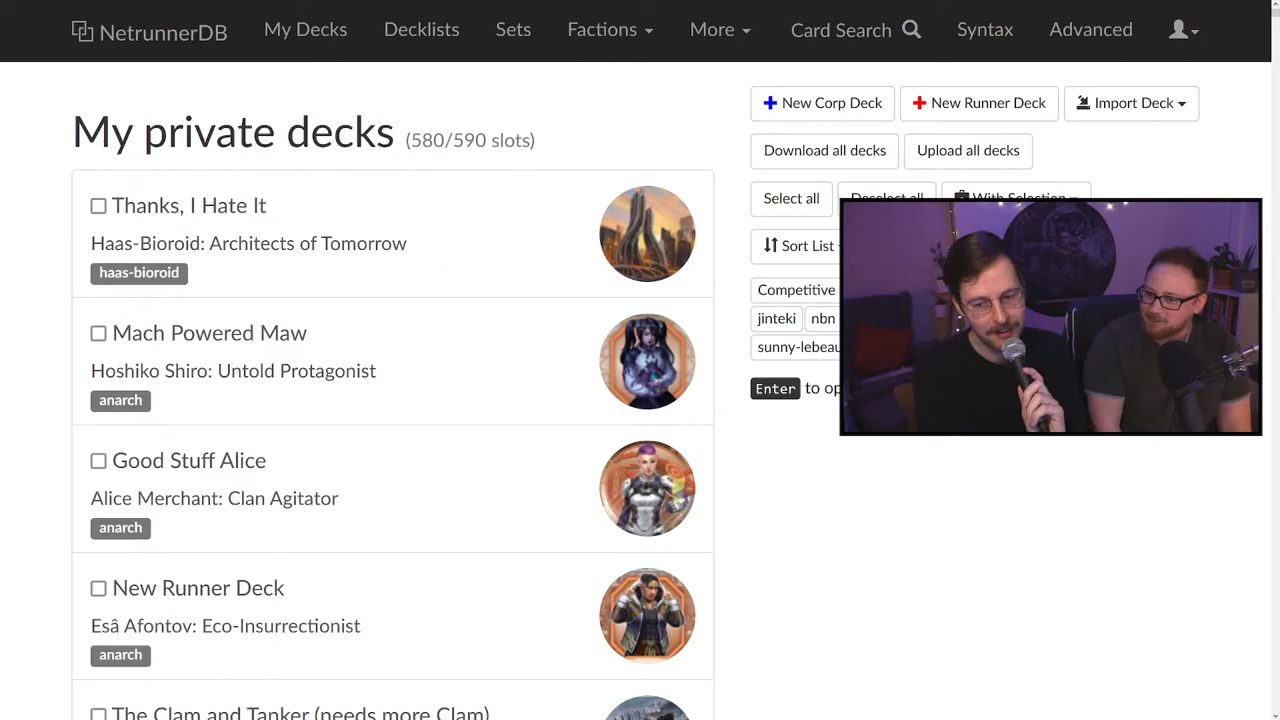 NetrunnerDB My Decks Decklists Sets Factions More Card Search Syntax Advanced
My private decks (580/590 slots)
Thanks, I Hate It
Haas-Bioroid: Architects of Tomorrow
haas-bioroid
Mach Powered Maw
Hoshiko Shiro: Untold Protagonist
anarch
Good Stuff Alice
Alice Merchant: Clan Agitator
anarch
New Runner Deck
Esâ Afontov: Eco-Insurrectionist
anarch
The Clam and Tanker (needs more Clam)
New Corp Deck New Runner Deck Import Deck
Download all decks Upload all decks
Select all Deselect all With Selection
Sort List
Competitive
jinteki nbn
sunny-lebeau
Enter to op